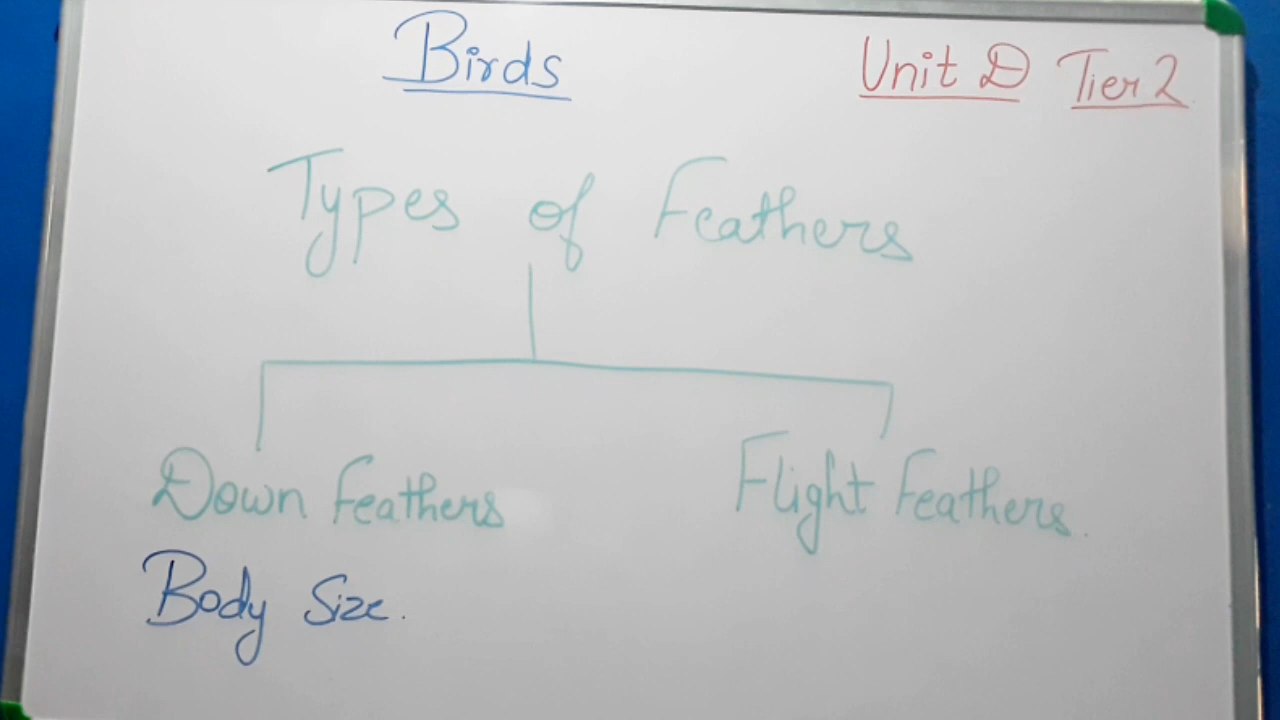 Birds
Unit D Tier 2
Types of Feathers
Down Feathers
Flight Feathers.
Body Size.